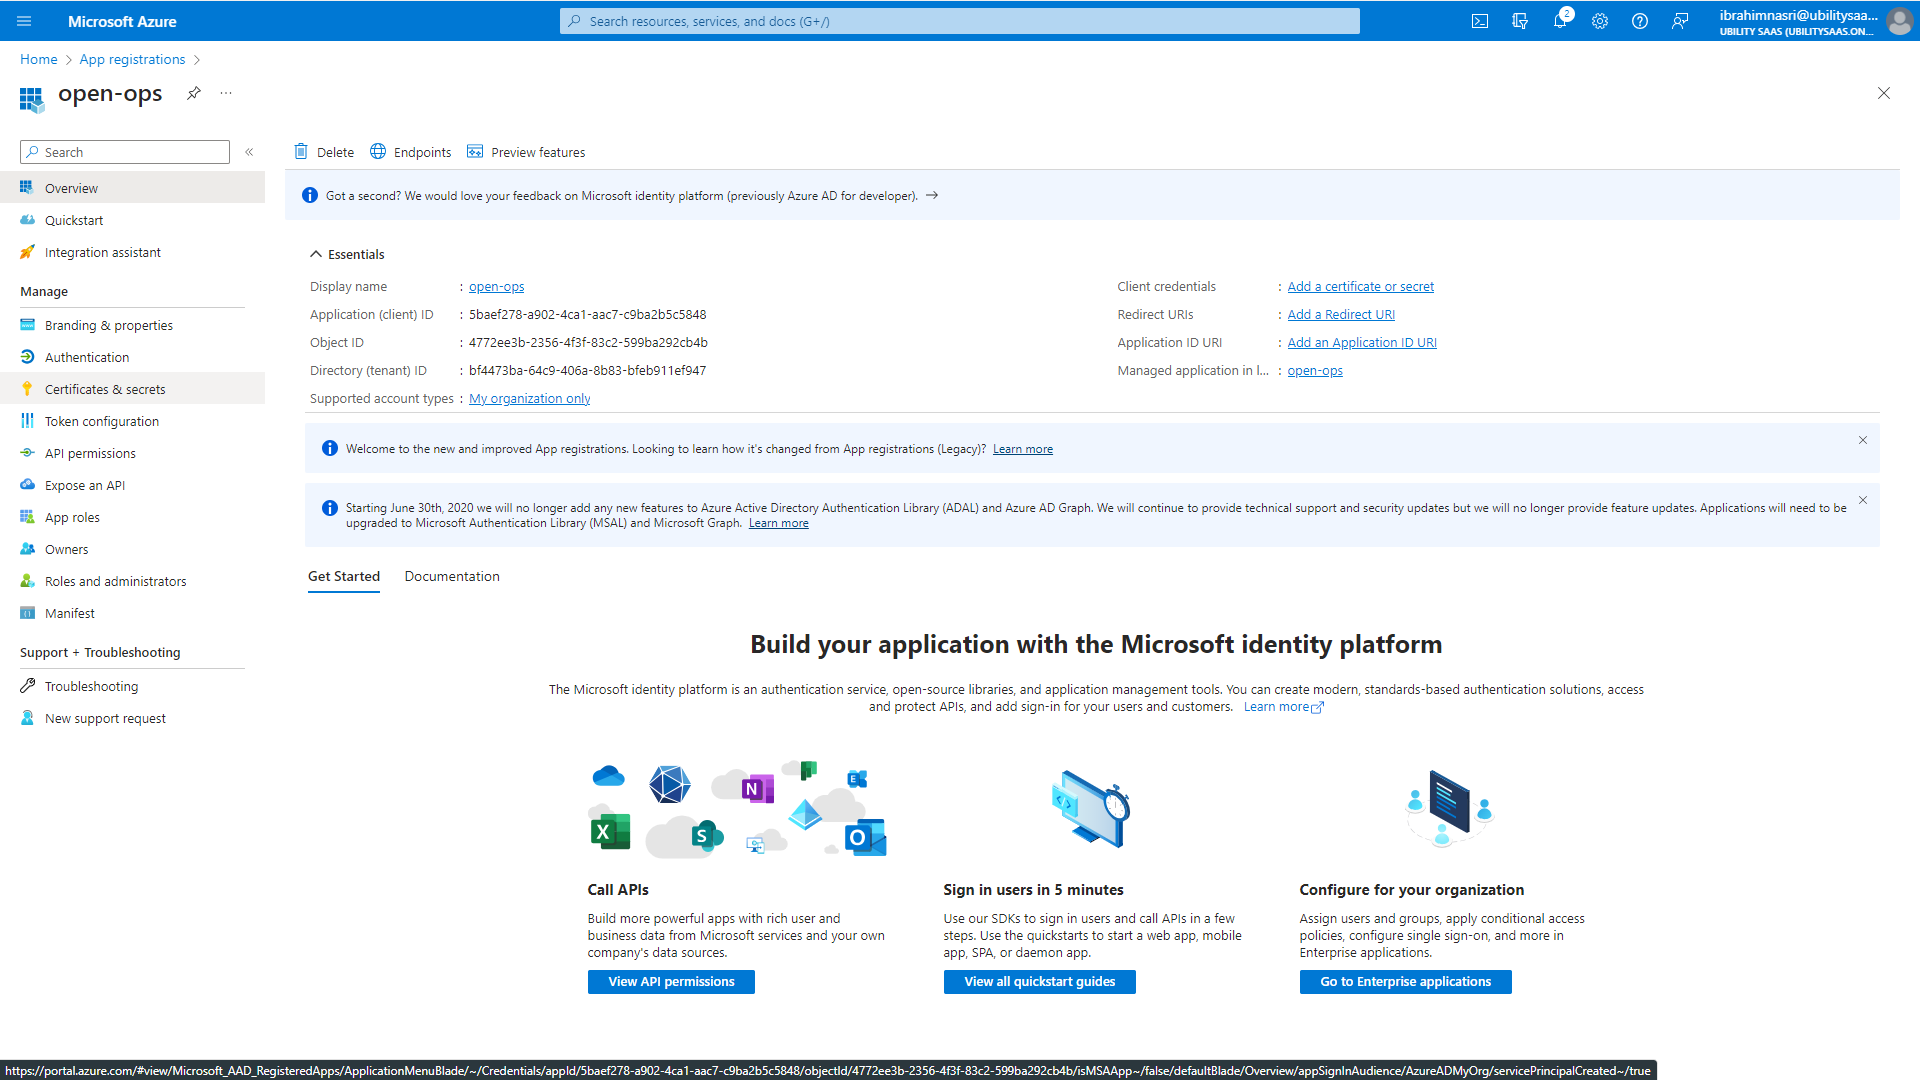 Microsoft Azure
Search resources, services, and docs (G+/)
2
ibrahimnasri@ubilitysaa...
UBILITY SAAS (UBILITYSAAS.ON...
Home > App registrations >
open-ops
Search
«
Overview
Quickstart
Integration assistant
Manage
Branding & properties
Authentication
Certificates & secrets
Token configuration
API permissions
Expose an API
App roles
Owners
Roles and administrators
Manifest
Support + Troubleshooting
Troubleshooting
New support request
Delete Endpoints Preview features
Got a second? We would love your feedback on Microsoft identity platform (previously Azure AD for developer). →
Essentials
Display name : open-ops
Application (client) ID : 5baef278-a902-4ca1-aac7-c9ba2b5c5848
Object ID : 4772ee3b-2356-4f3f-83c2-599ba292cb4b
Directory (tenant) ID : bf4473ba-64c9-406a-8b83-bfeb911ef947
Supported account types : My organization only
Client credentials : Add a certificate or secret
Redirect URIs : Add a Redirect URI
Application ID URI : Add an Application ID URI
Managed application in l... : open-ops
Welcome to the new and improved App registrations. Looking to learn how it's changed from App registrations (Legacy)? Learn more
Starting June 30th, 2020 we will no longer add any new features to Azure Active Directory Authentication Library (ADAL) and Azure AD Graph. We will continue to provide technical support and security updates but we will no longer provide feature updates. Applications will need to be
upgraded to Microsoft Authentication Library (MSAL) and Microsoft Graph. Learn more
Get Started Documentation
Build your application with the Microsoft identity platform
The Microsoft identity platform is an authentication service, open-source libraries, and application management tools. You can create modern, standards-based authentication solutions, access
and protect APIs, and add sign-in for your users and customers. Learn more
N
E
X
S
O
Call APIs
Build more powerful apps with rich user and
business data from Microsoft services and your own
company's data sources.
View API permissions
Sign in users in 5 minutes
Use our SDKs to sign in users and call APIs in a few
steps. Use the quickstarts to start a web app, mobile
app, SPA, or daemon app.
View all quickstart guides
Configure for your organization
Assign users and groups, apply conditional access
policies, configure single sign-on, and more in
Enterprise applications.
Go to Enterprise applications
https://portal.azure.com/#view/Microsoft_AAD_RegisteredApps/ApplicationMenuBlade/~/Credentials/appId/5baef278-a902-4ca1-aac7-c9ba2b5c5848/objectId/4772ee3b-2356-4f3f-83c2-599ba292cb4b/isMSAApp~/false/defaultBlade/Overview/appSignInAudience/AzureADMyOrg/servicePrincipalCreated~/true